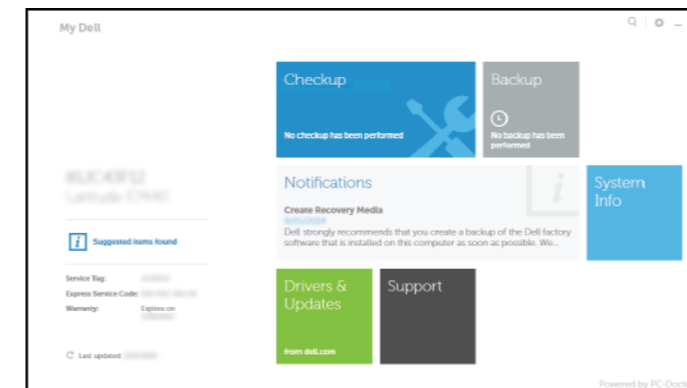 My Dell
Checkup
No checkup has been performed
Backup
No backup has been
performed
Notifications
Create Recovery Media
Dell strongly recommends that you create a backup of the Dell factory
software that is installed on this computer as soon as possible. We...
System
Info
Suggested items found
Service Tag:
Express Service Code:
Warranty:
Expires on
Last updated:
Drivers &
Updates
from dell.com
Support
Powered by PC-Doct